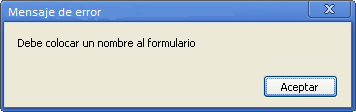 Mensaje de error
Debe colocar un nombre al formulario
Aceptar